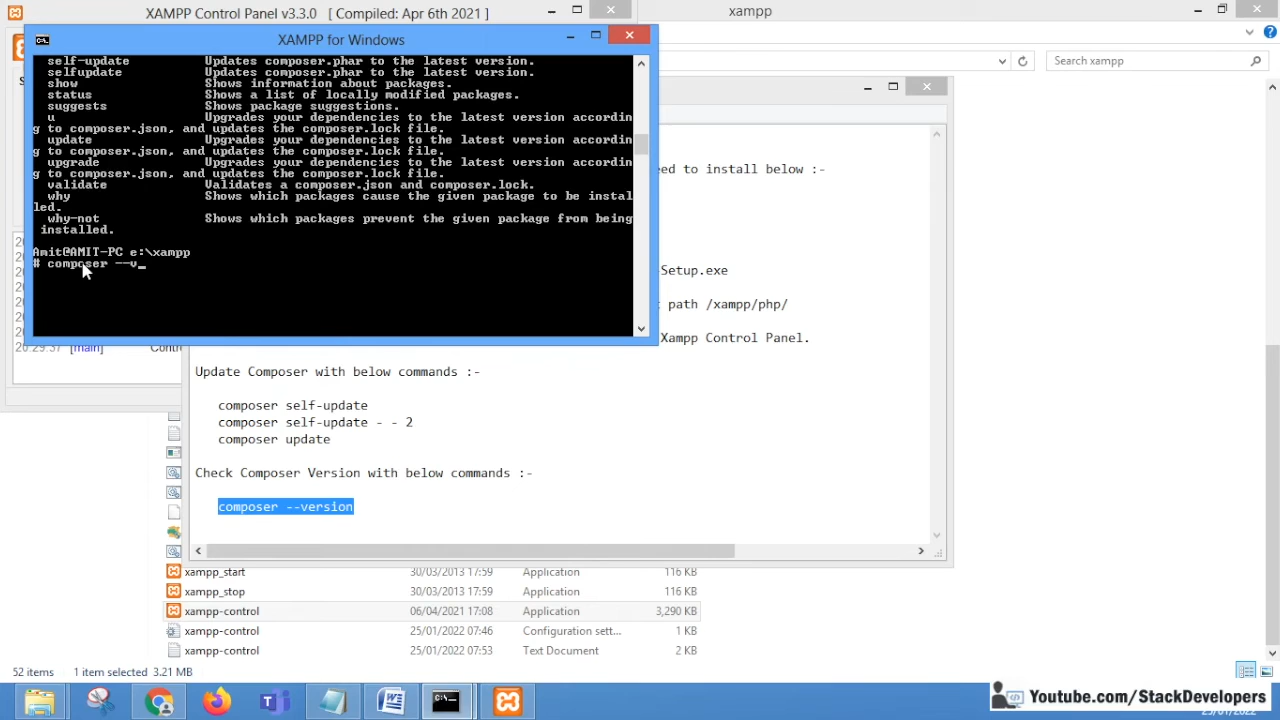 XAMPP Control Panel v3.3.0 [ Compiled: Apr 6th 2021 ]
xampp
XAMPP for Windows
Search xampp
self-update Updates composer.phar to the latest version.
selfupdate Updates composer.phar to the latest version.
show Shows information about packages.
status Shows a list of locally modified packages.
suggests Shows package suggestions.
u Upgrades your dependencies to the latest version accordin
g to composer.json, and updates the composer.lock file.
update Upgrades your dependencies to the latest version accordin
g to composer.json, and updates the composer.lock file.
upgrade Upgrades your dependencies to the latest version accordin
g to composer.json, and updates the composer.lock file.
validate Validates a composer.json and composer.lock.
why Shows which packages cause the given package to be instal
led.
why-not Shows which packages prevent the given package from being
installed.
Amit@AMIT-PC e:\xampp
# composer --v_
eed to install below :-
Setup.exe
path /xampp/php/
Xampp Control Panel.
20:29:37 [main] Contr
Update Composer with below commands :-
composer self-update
composer self-update - - 2
composer update
Check Composer Version with below commands :-
composer --version
xampp_start 30/03/2013 17:59 Application 116 KB
xampp_stop 30/03/2013 17:59 Application 116 KB
xampp-control 06/04/2021 17:08 Application 3,290 KB
xampp-control 25/01/2022 07:46 Configuration sett... 1 KB
xampp-control 25/01/2022 07:53 Text Document 2 KB
52 items 1 item selected 3.21 MB
Youtube.com/StackDevelopers